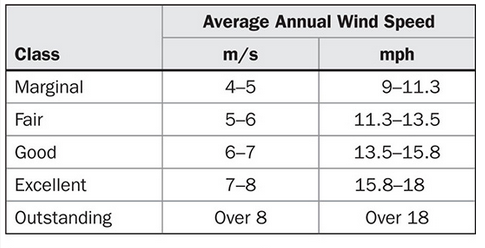 Average Annual Wind Speed
Class m/s mph
Marginal 4–5 9–11.3
Fair 5–6 11.3–13.5
Good 6–7 13.5–15.8
Excellent 7–8 15.8–18
Outstanding Over 8 Over 18